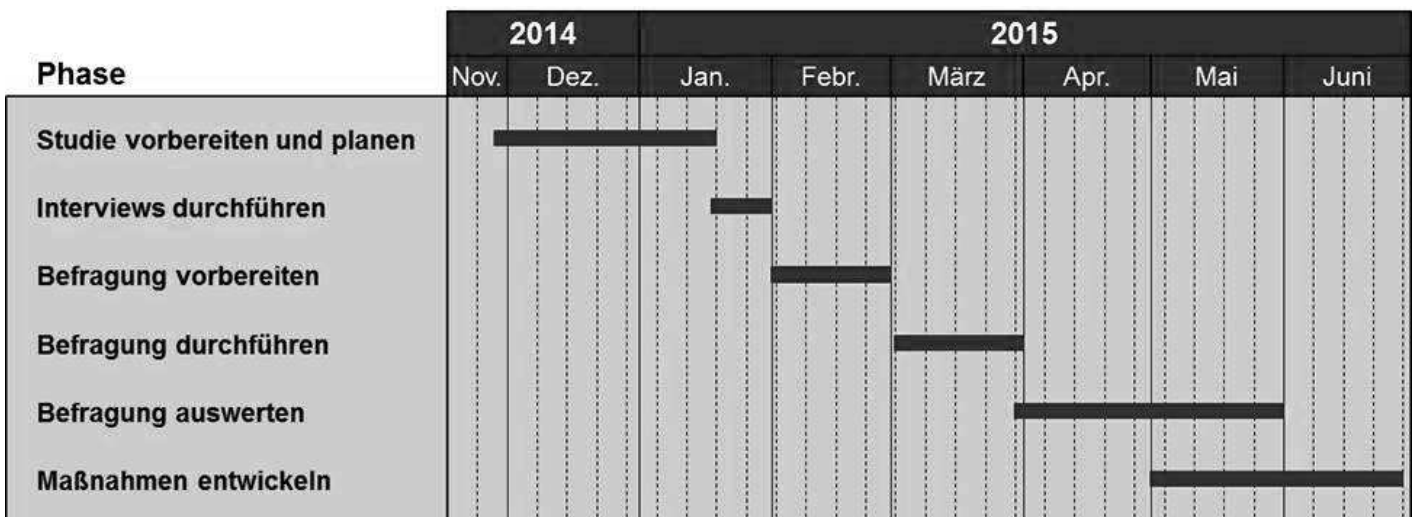 2014 2015
Phase Nov. Dez. Jan. Febr. März Apr. Mai Juni
Studie vorbereiten und planen
Interviews durchführen
Befragung vorbereiten
Befragung durchführen
Befragung auswerten
Maßnahmen entwickeln